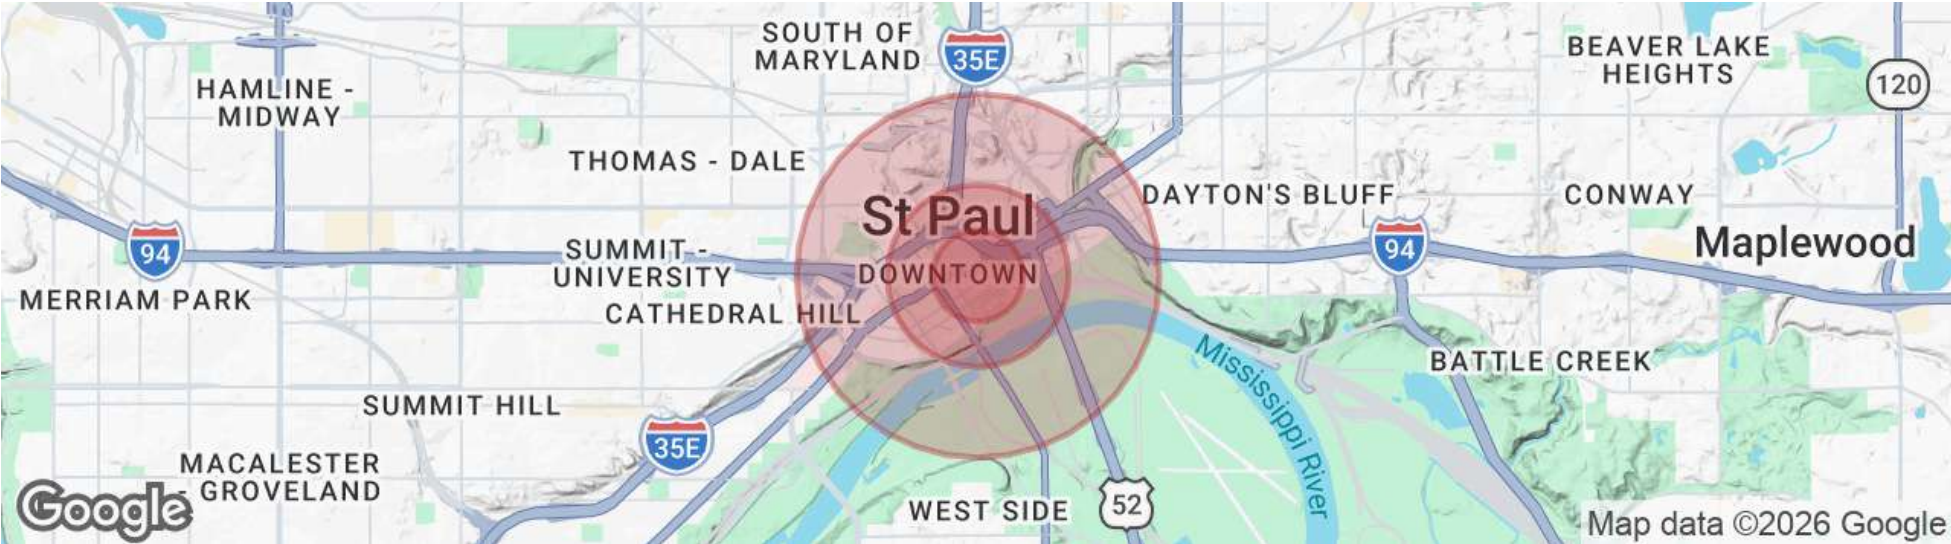 SOUTH OF
MARYLAND
35E
BEAVER LAKE
HEIGHTS
120
HAMLINE -
MIDWAY
THOMAS - DALE
St Paul
DAYTON'S BLUFF
CONWAY
94
SUMMIT -
UNIVERSITY
DOWNTOWN
94
Maplewood
MERRIAM PARK
CATHEDRAL HILL
Mississippi River
BATTLE CREEK
SUMMIT HILL
35E
MACALESTER
- GROVELAND
Google
WEST SIDE
52
Map data ©2026 Google